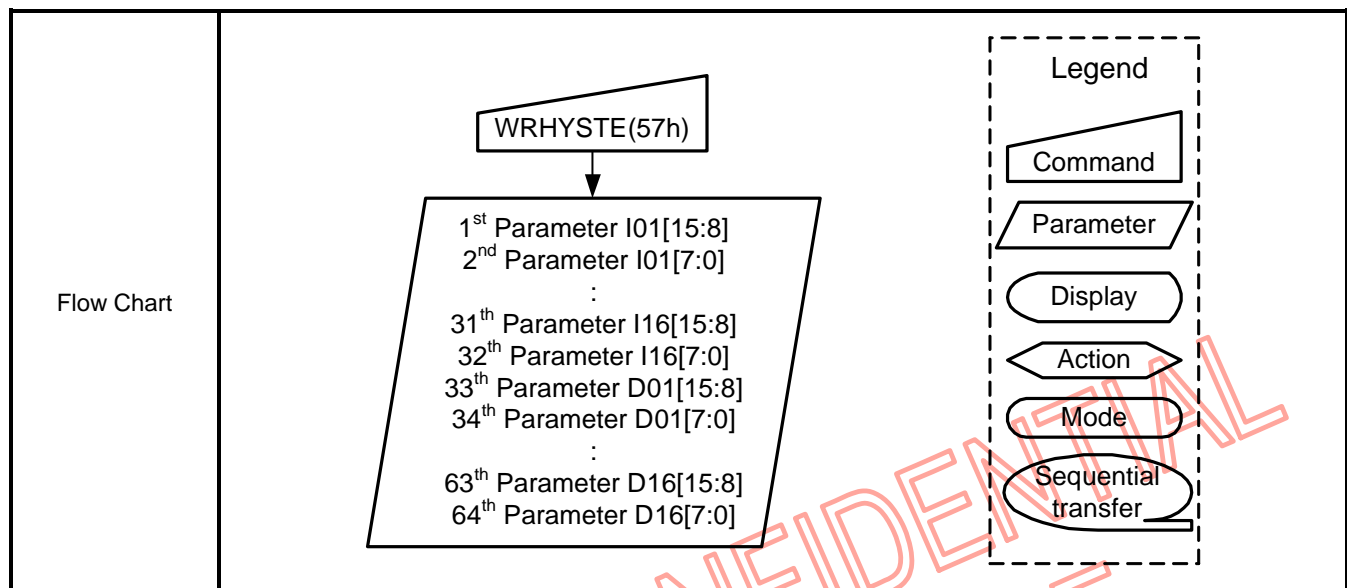 Flow Chart
WRHYSTE(57h)
1st Parameter I01[15:8]
2nd Parameter I01[7:0]
:
31th Parameter I16[15:8]
32th Parameter I16[7:0]
33th Parameter D01[15:8]
34th Parameter D01[7:0]
:
63th Parameter D16[15:8]
64th Parameter D16[7:0]
Legend
Command
Parameter
Display
Action
Mode
Sequential
transfer